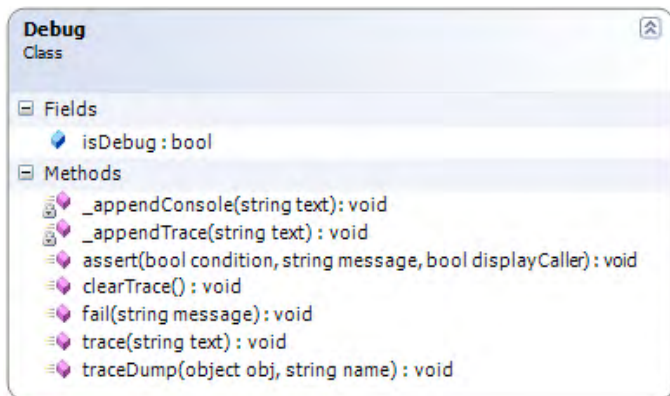 Debug
Class
Fields
isDebug : bool
Methods
_appendConsole(string text): void
_appendTrace(string text) : void
assert(bool condition, string message, bool displayCaller) : void
clearTrace() : void
fail(string message) : void
trace(string text) : void
traceDump(object obj, string name) : void